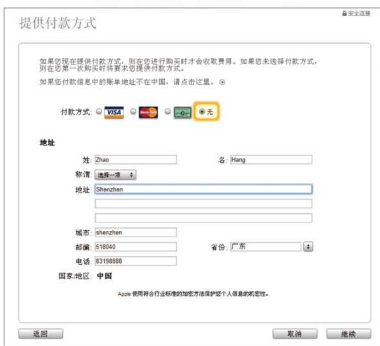 提供付款方式
安全连接
如果您现在提供付款方式，则在您进行购买时才会收取费用。如果您未选择付款方式，
则在您第一次购买时将要求您提供付款方式。
如果您付款信息中的账单地址不在中国，请点击这里。
付款方式: VISA MasterCard 无
地址
姓: Zhao 名: Hang
称谓: 选择一项
地址: Shenzhen
城市: shenzhen
邮编: 518040 省份: 广东
电话: 83198888
国家/地区: 中国
Apple 使用符合行业标准的加密方法保护您个人信息的机密性。
返回 取消 继续